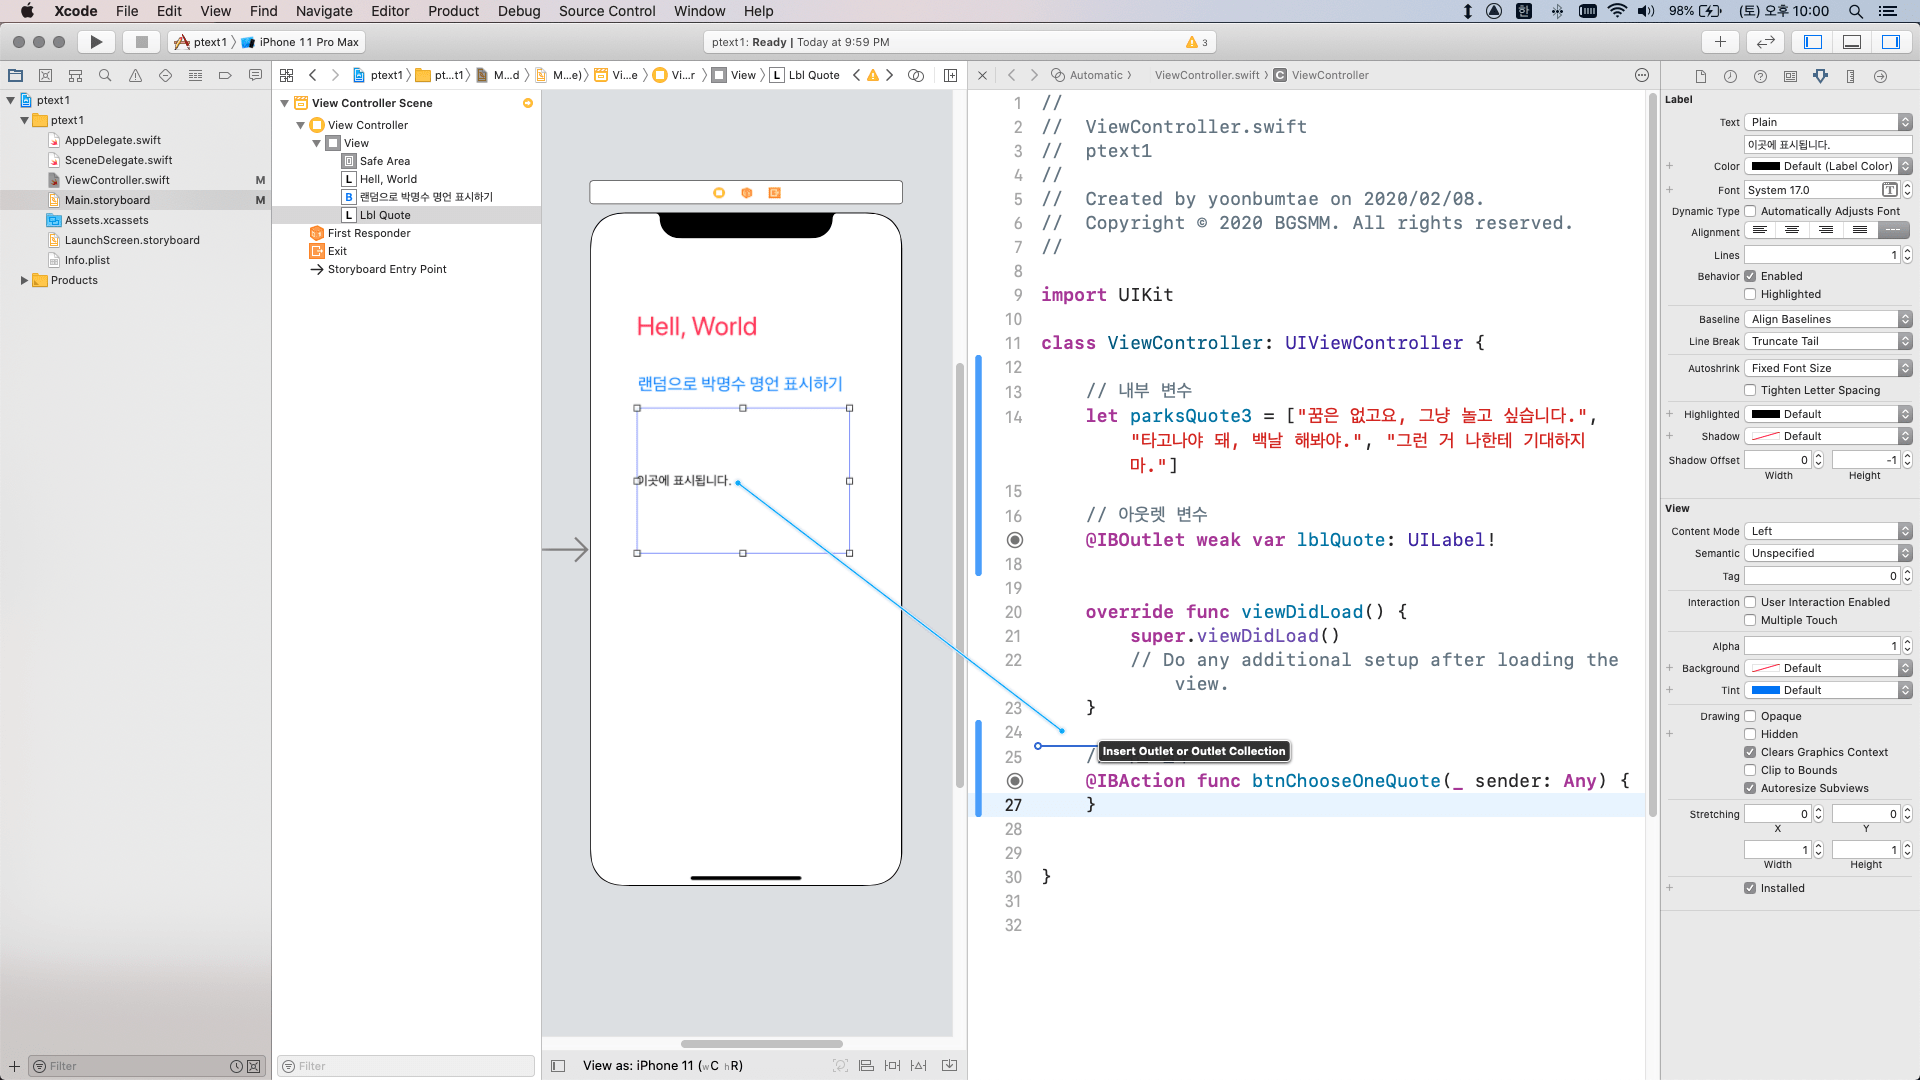 Xcode File Edit View Find Navigate Editor Product Debug Source Control Window Help
한 98% (토) 오후 10:00
ptext1 iPhone 11 Pro Max
ptext1: Ready | Today at 9:59 PM
3
ptext1
ptext1
AppDelegate.swift
SceneDelegate.swift
ViewController.swift M
Main.storyboard M
Assets.xcassets
LaunchScreen.storyboard
Info.plist
Products
Filter
ptext1 pt...t1 M...d M...e) Vi...e Vi...r View L Lbl Quote
View Controller Scene
View Controller
View
Safe Area
L Hell, World
B 랜덤으로 박명수 명언 표시하기
L Lbl Quote
First Responder
Exit
Storyboard Entry Point
Filter
Hell, World
랜덤으로 박명수 명언 표시하기
이곳에 표시됩니다.
View as: iPhone 11 (wC hR)
Automatic ViewController.swift C ViewController
1 //
2 //  ViewController.swift
3 //  ptext1
4 //
5 //  Created by yoonbumtae on 2020/02/08.
6 //  Copyright © 2020 BGSMM. All rights reserved.
7 //
8
9 import UIKit
10
11 class ViewController: UIViewController {
12
13 // 내부 변수
14 let parksQuote3 = ["꿈은 없고요, 그냥 놀고 싶습니다.",
"타고나야 돼, 백날 해봐야.", "그런 거 나한테 기대하지
마."]
15
16 // 아웃렛 변수
@IBOutlet weak var lblQuote: UILabel!
18
19
20 override func viewDidLoad() {
21 super.viewDidLoad()
22 // Do any additional setup after loading the
view.
23 }
24
Insert Outlet or Outlet Collection
25 /
@IBAction func btnChooseOneQuote(_ sender: Any) {
27 }
28
29
30 }
31
32
Label
Text Plain
이곳에 표시됩니다.
Color Default (Label Color)
Font System 17.0
Dynamic Type Automatically Adjusts Font
Alignment
Lines 1
Behavior Enabled
Highlighted
Baseline Align Baselines
Line Break Truncate Tail
Autoshrink Fixed Font Size
Tighten Letter Spacing
Highlighted Default
Shadow Default
Shadow Offset 0 -1
Width Height
View
Content Mode Left
Semantic Unspecified
Tag 0
Interaction User Interaction Enabled
Multiple Touch
Alpha 1
Background Default
Tint Default
Drawing Opaque
Hidden
Clears Graphics Context
Clip to Bounds
Autoresize Subviews
Stretching 0 0
X Y
1 1
Width Height
Installed